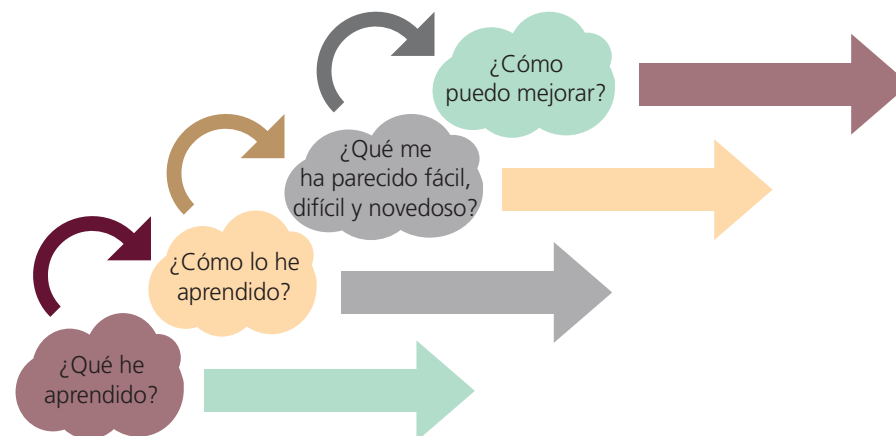 ¿Cómo
puedo mejorar?
¿Qué me
ha parecido fácil,
difícil y novedoso?
¿Cómo lo he
aprendido?
¿Qué he
aprendido?